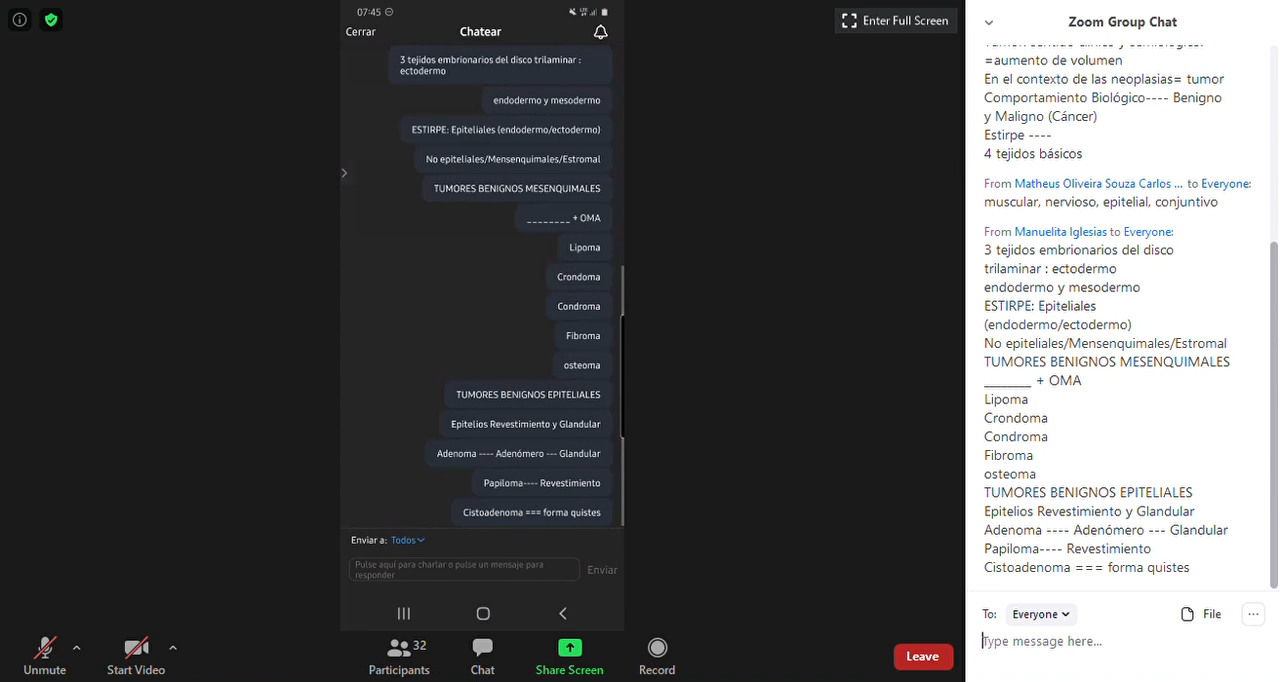 07:45
Cerrar
Chatear
3 tejidos embrionarios del disco trilaminar :
ectodermo
endodermo y mesodermo
ESTIRPE: Epiteliales (endodermo/ectodermo)
No epiteliales/Mensenquimales/Estromal
TUMORES BENIGNOS MESENQUIMALES
________ + OMA
Lipoma
Crondoma
Condroma
Fibroma
osteoma
TUMORES BENIGNOS EPITELIALES
Epitelios Revestimiento y Glandular
Adenoma ---- Adenómero --- Glandular
Papiloma---- Revestimiento
Cistoadenoma === forma quistes
Enviar a: Todos
Pulse aquí para charlar o pulse un mensaje para
responder
Enviar
Enter Full Screen
Unmute
Start Video
32
Participants
Chat
Share Screen
Record
Leave
Zoom Group Chat
=aumento de volumen
En el contexto de las neoplasias= tumor
Comportamiento Biológico---- Benigno
y Maligno (Cáncer)
Estirpe ----
4 tejidos básicos
From Matheus Oliveira Souza Carlos ... to Everyone:
muscular, nervioso, epitelial, conjuntivo
From Manuelita Iglesias to Everyone:
3 tejidos embrionarios del disco
trilaminar : ectodermo
endodermo y mesodermo
ESTIRPE: Epiteliales
(endodermo/ectodermo)
No epiteliales/Mensenquimales/Estromal
TUMORES BENIGNOS MESENQUIMALES
________ + OMA
Lipoma
Crondoma
Condroma
Fibroma
osteoma
TUMORES BENIGNOS EPITELIALES
Epitelios Revestimiento y Glandular
Adenoma ---- Adenómero --- Glandular
Papiloma---- Revestimiento
Cistoadenoma === forma quistes
To: Everyone
File
...
Type message here...